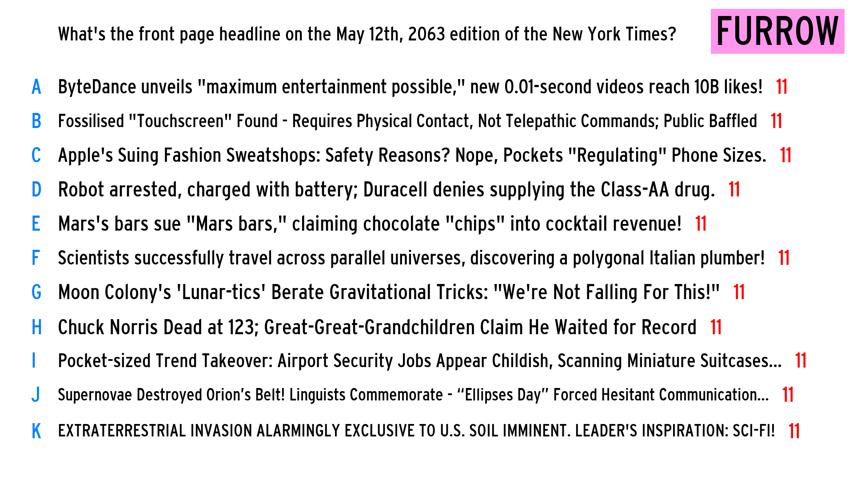 What's the front page headline on the May 12th, 2063 edition of the New York Times? FURROW
A ByteDance unveils "maximum entertainment possible," new 0.01-second videos reach 10B likes! 11
B Fossilised "Touchscreen" Found - Requires Physical Contact, Not Telepathic Commands; Public Baffled 11
C Apple's Suing Fashion Sweatshops: Safety Reasons? Nope, Pockets "Regulating" Phone Sizes. 11
D Robot arrested, charged with battery; Duracell denies supplying the Class-AA drug. 11
E Mars's bars sue "Mars bars," claiming chocolate "chips" into cocktail revenue! 11
F Scientists successfully travel across parallel universes, discovering a polygonal Italian plumber! 11
G Moon Colony's 'Lunar-tics' Berate Gravitational Tricks: "We're Not Falling For This!" 11
H Chuck Norris Dead at 123; Great-Great-Grandchildren Claim He Waited for Record 11
I Pocket-sized Trend Takeover: Airport Security Jobs Appear Childish, Scanning Miniature Suitcases... 11
J Supernovae Destroyed Orion's Belt! Linguists Commemorate - “Ellipses Day” Forced Hesitant Communication... 11
K EXTRATERRESTRIAL INVASION ALARMINGLY EXCLUSIVE TO U.S. SOIL IMMINENT. LEADER'S INSPIRATION: SCI-FI! 11